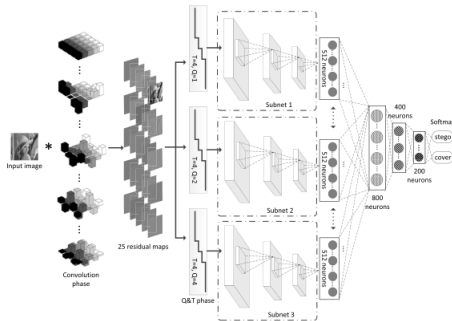 Input image
*
Convolution
phase
25 residual maps
T=4, Q=1
T=4, Q=2
T=4, Q=4
Q&T phase
Subnet 1
Subnet 2
Subnet 3
512 neurons
512 neurons
512 neurons
800
neurons
400
neurons
200
neurons
Softma
stego
cover